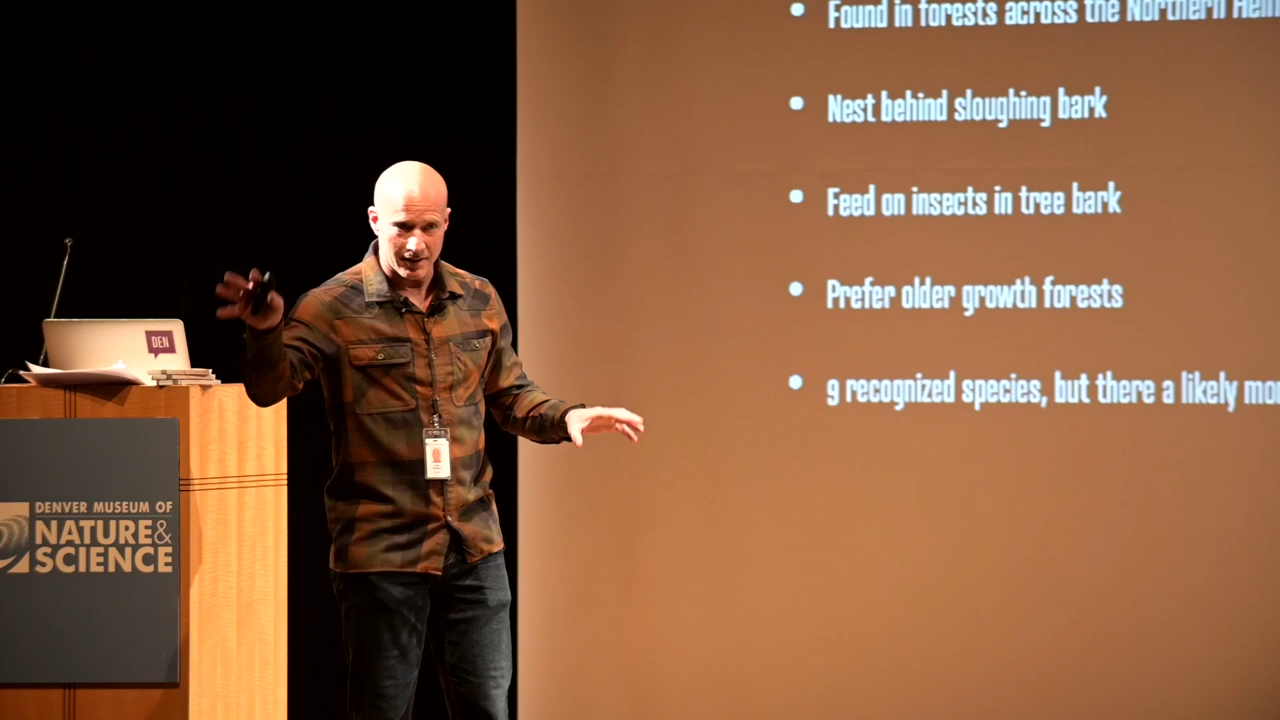 Found in forests across the Northern
Nest behind sloughing bark
Feed on insects in tree bark
Prefer older growth forests
9 recognized species, but there a likely
DEN
DENVER MUSEUM OF
NATURE&
SCIENCE